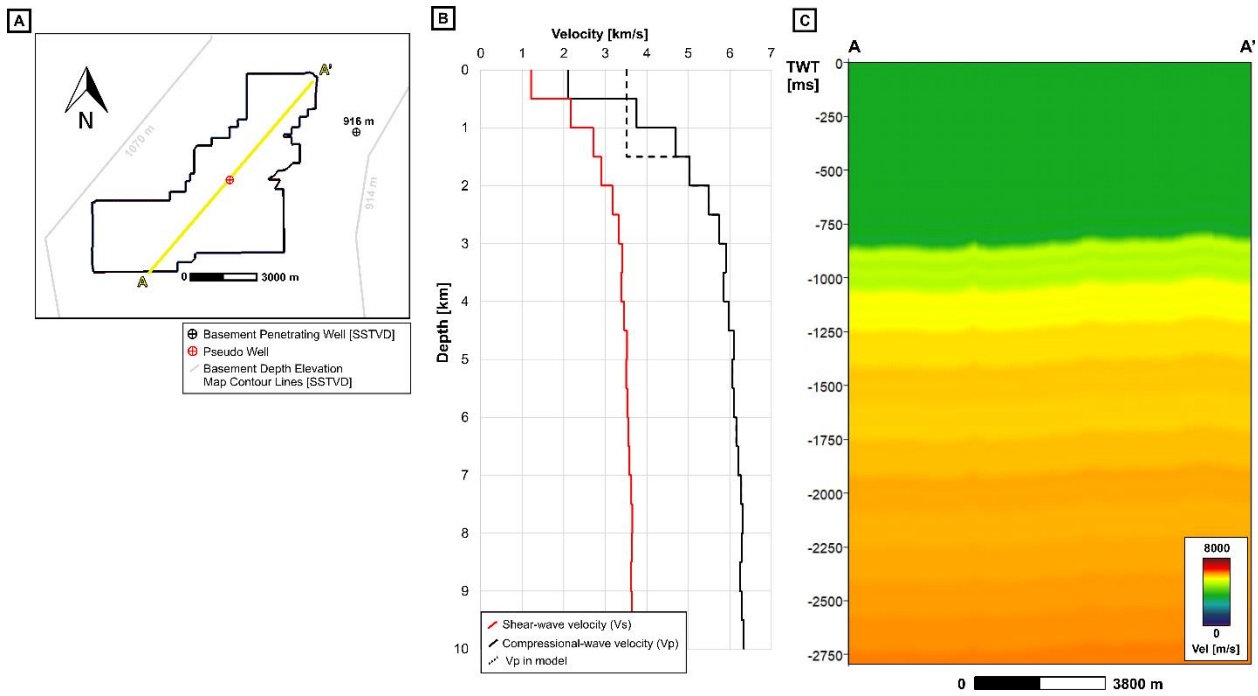 A
N
A'
916 m
1070 m
914 m
A
0 3000 m
Basement Penetrating Well [SSTVD]
Pseudo Well
Basement Depth Elevation
Map Contour Lines [SSTVD]
B
Velocity [km/s]
0 1 2 3 4 5 6 7
0
1
2
3
4
5
6
7
8
9
10
Depth [km]
Shear-wave velocity (Vs)
Compressional-wave velocity (Vp)
Vp in model
C
A A'
TWT
[ms]
0
-250
-500
-750
-1000
-1250
-1500
-1750
-2000
-2250
-2500
-2750
8000
0
Vel [m/s]
0 3800 m